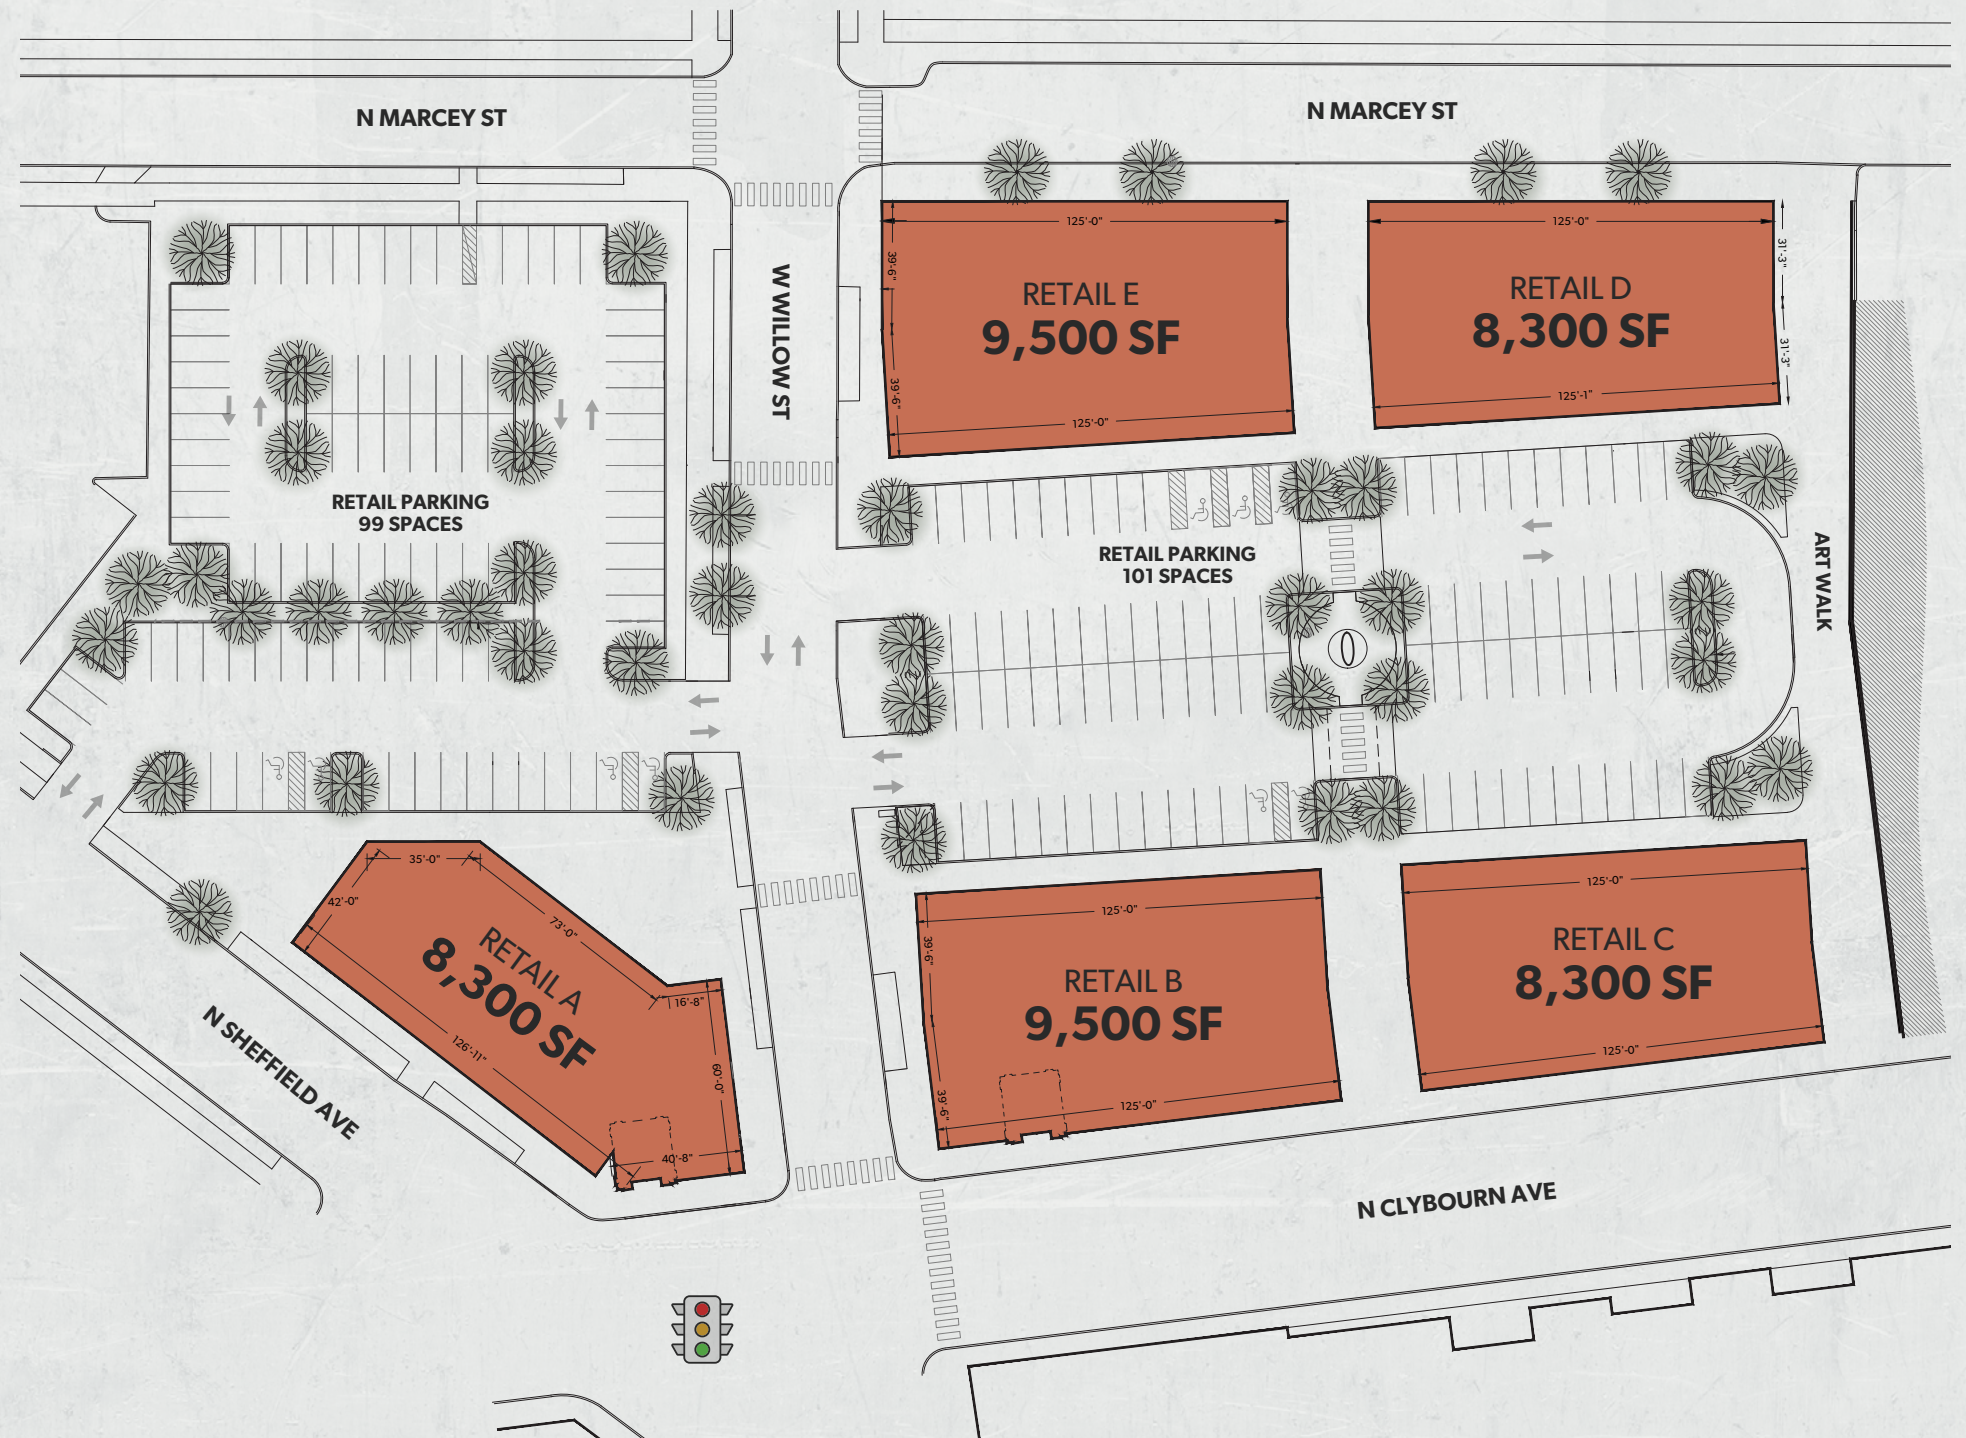 N MARCEY ST
N MARCEY ST
W WILLOW ST
125'-0"
39'-6"
39'-6"
RETAIL E
9,500 SF
125'-0"
125'-0"
31'-3"
31'-3"
RETAIL D
8,300 SF
125'-1"
RETAIL PARKING
99 SPACES
RETAIL PARKING
101 SPACES
ART WALK
35'-0"
42'-0"
73'-0"
RETAIL A
8,300 SF
16'-8"
126'-11"
60'-0"
40'-8"
125'-0"
39'-6"
39'-6"
RETAIL B
9,500 SF
125'-0"
125'-0"
RETAIL C
8,300 SF
125'-0"
N SHEFFIELD AVE
N CLYBOURN AVE